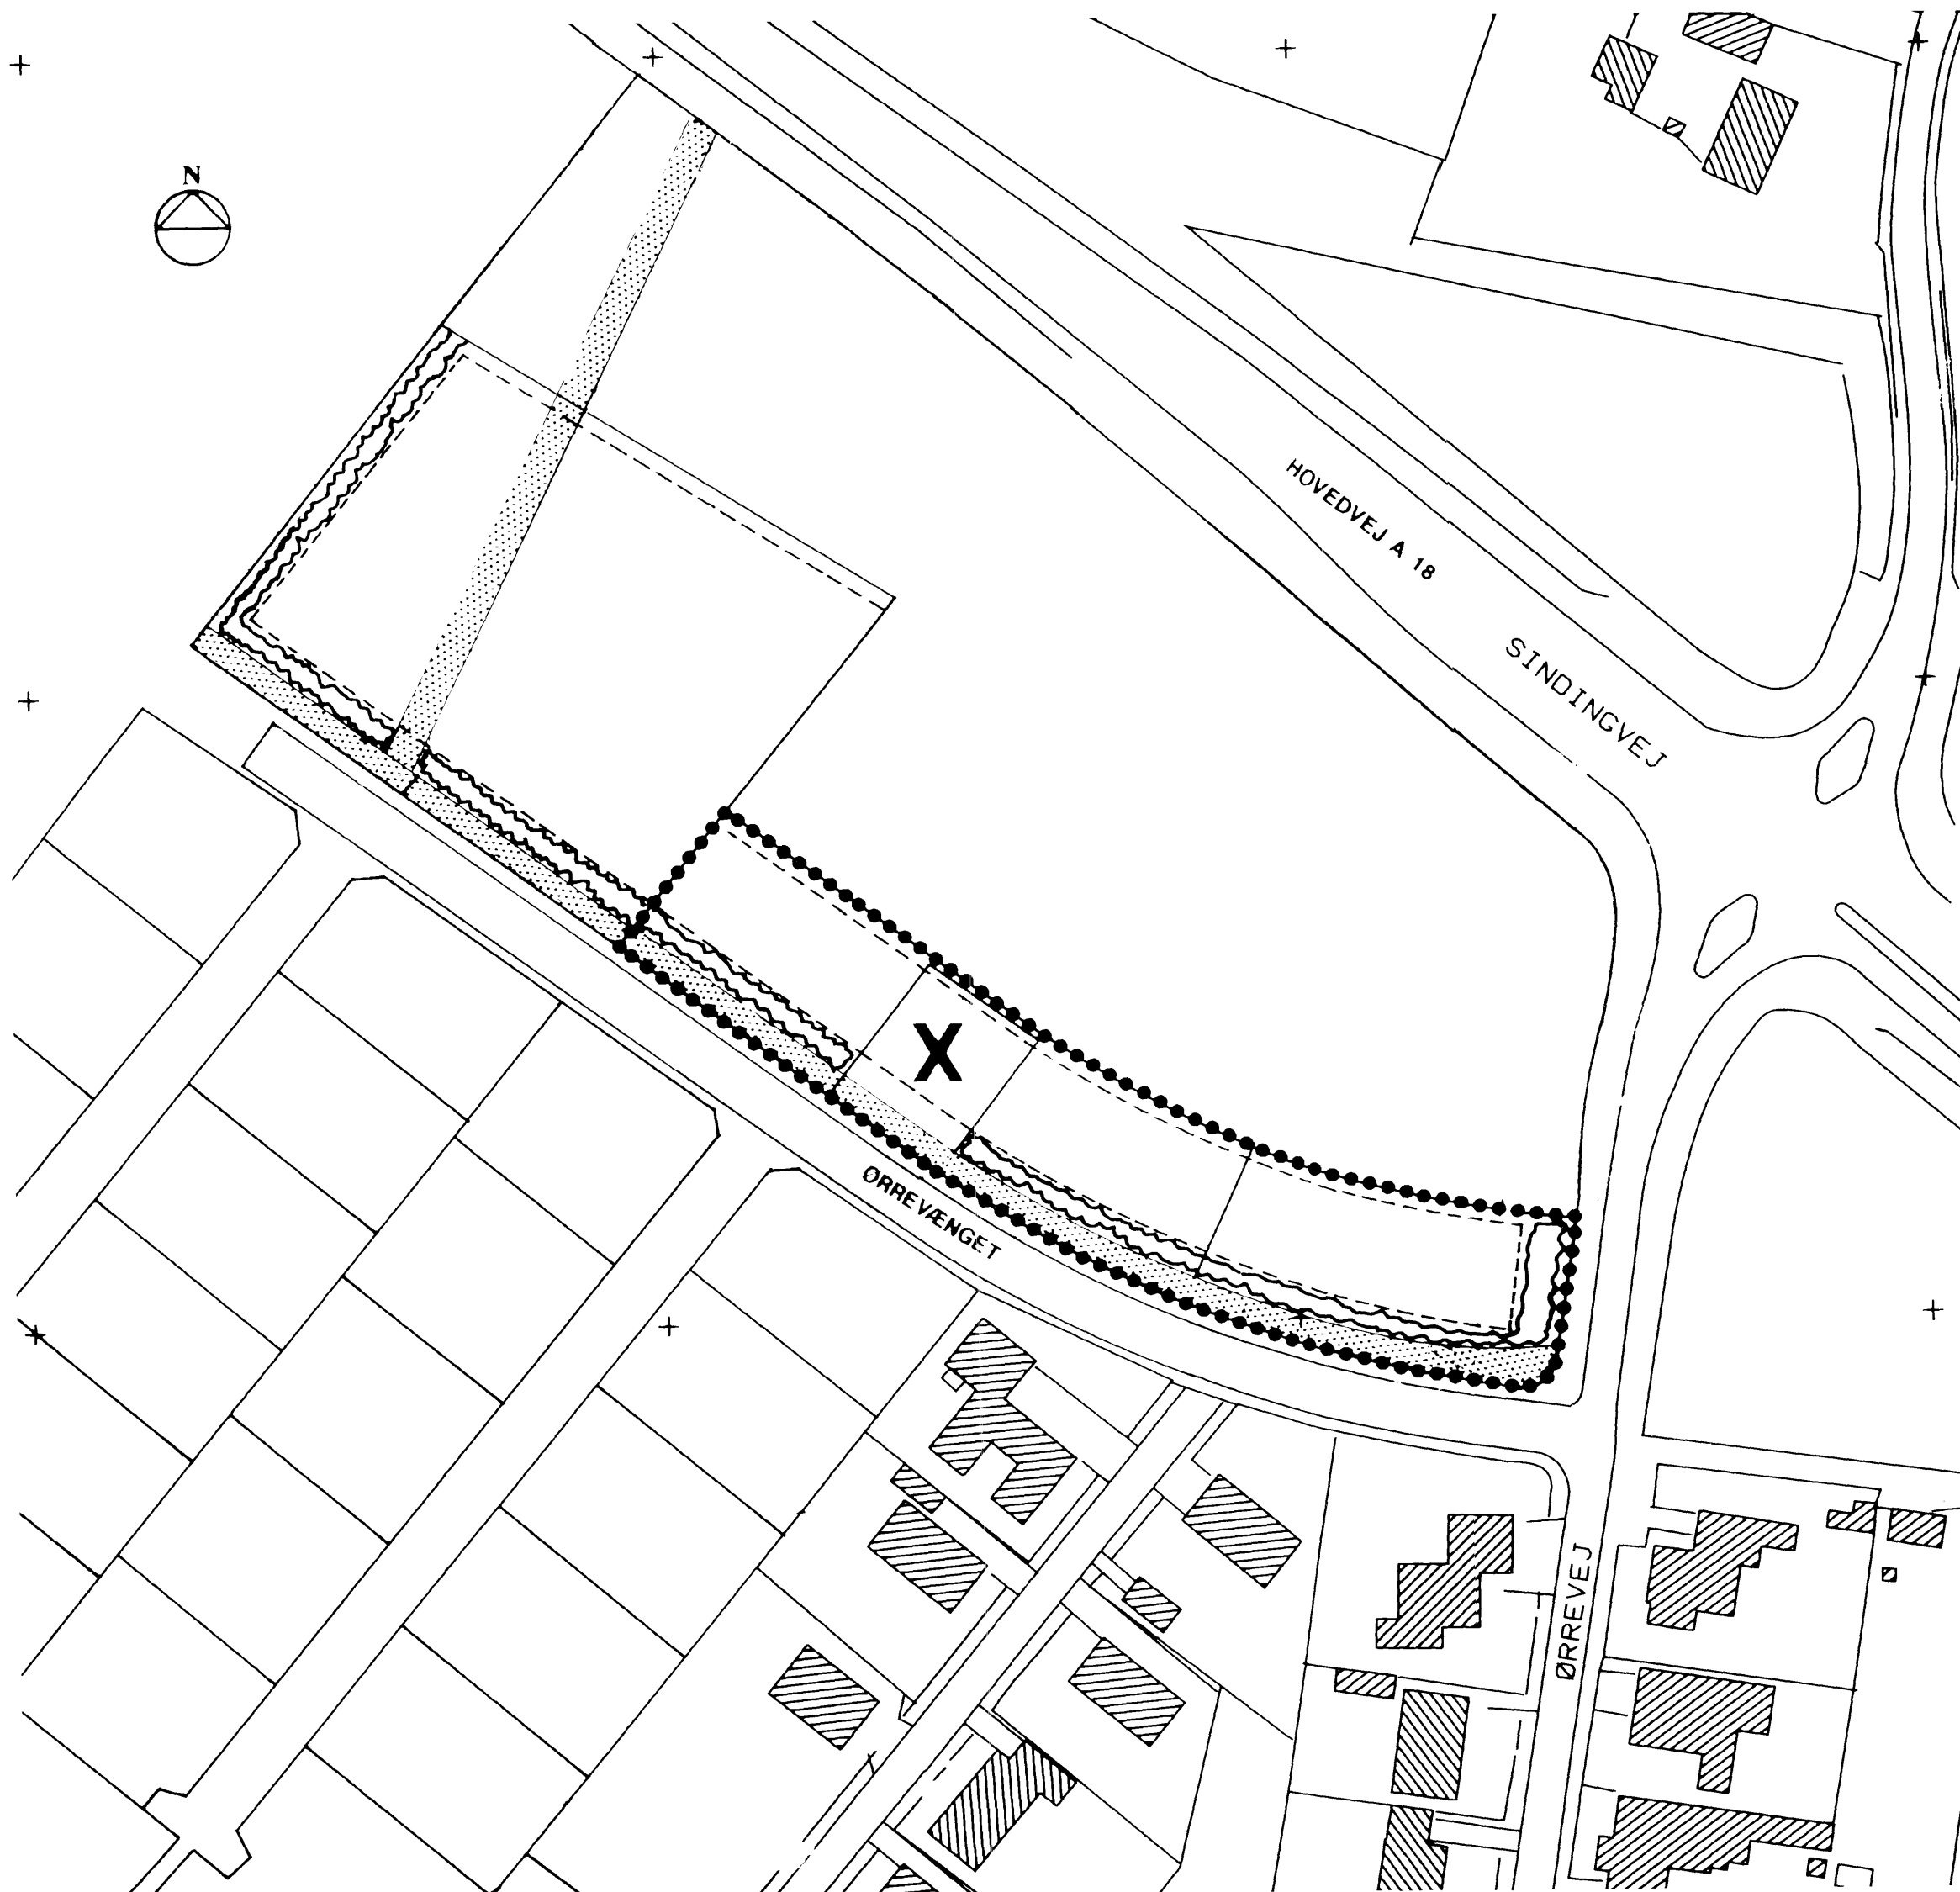 N
HOVEDVEJ A 18
SINDINGVEJ
X
ØRREVÆNGET
ØRREVEJ